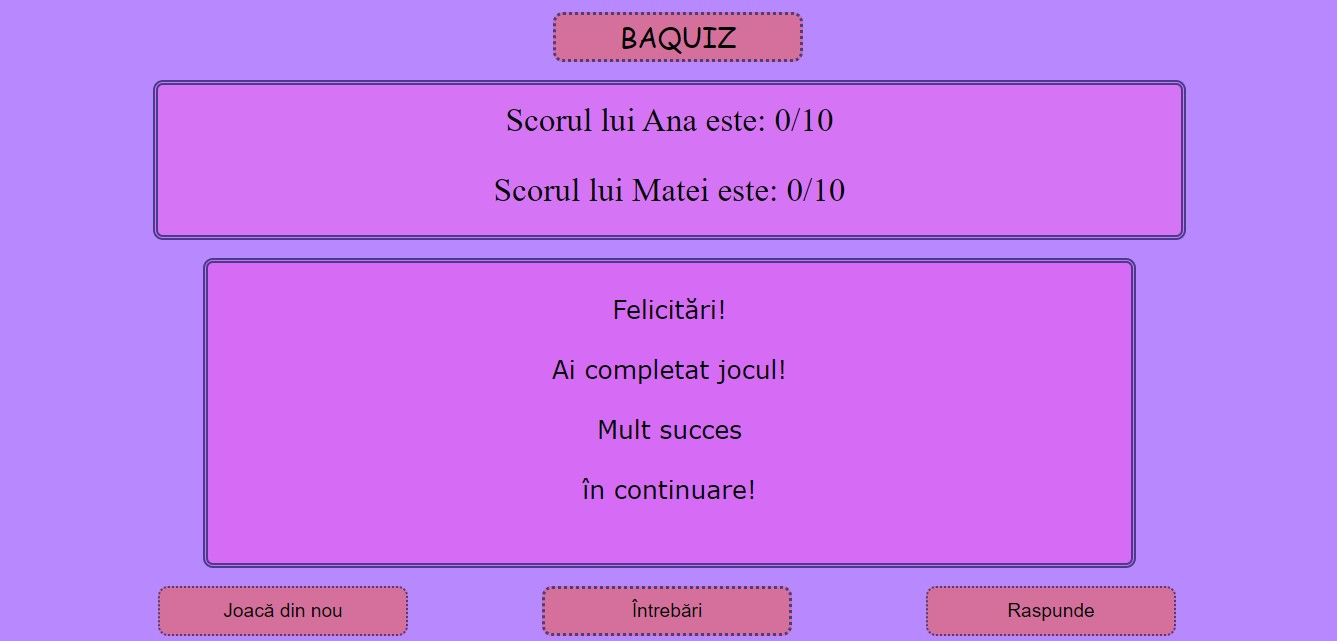 BAQUIZ
Scorul lui Ana este: 0/10
Scorul lui Matei este: 0/10
Felicitări!
Ai completat jocul!
Mult succes
în continuare!
Joacă din nou
Întrebări
Raspunde